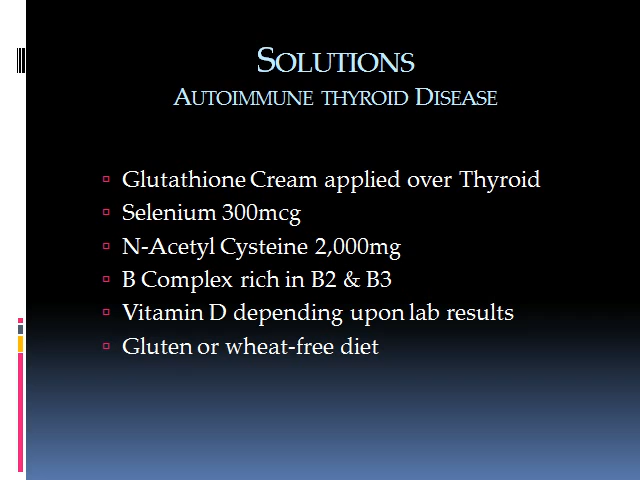 Solutions
Autoimmune thyroid Disease
Glutathione Cream applied over Thyroid
Selenium 300mcg
N-Acetyl Cysteine 2,000mg
B Complex rich in B2 & B3
Vitamin D depending upon lab results
Gluten or wheat-free diet